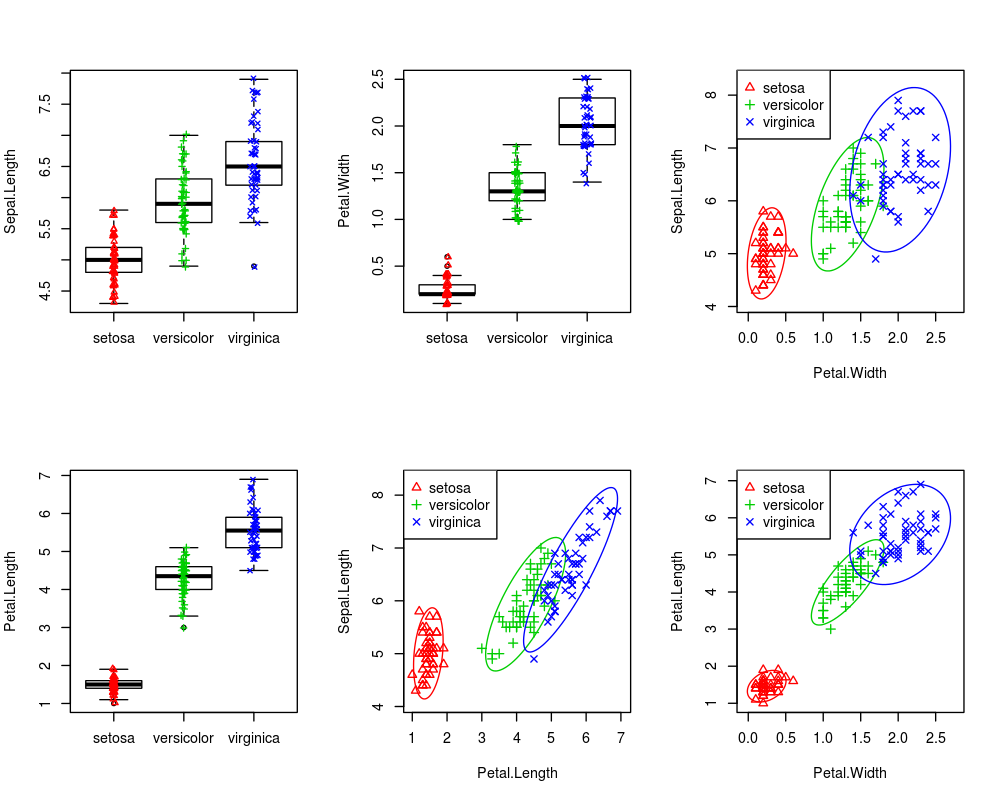 Sepal.Length
4.5
5.5
6.5
7.5
setosa versicolor virginica
Petal.Width
0.5
1.0
1.5
2.0
2.5
setosa versicolor virginica
setosa
versicolor
virginica
Sepal.Length
4
5
6
7
8
0.0 0.5 1.0 1.5 2.0 2.5
Petal.Width
Petal.Length
1
2
3
4
5
6
7
setosa versicolor virginica
setosa
versicolor
virginica
Sepal.Length
4
5
6
7
8
1 2 3 4 5 6 7
Petal.Length
setosa
versicolor
virginica
Petal.Length
1
2
3
4
5
6
7
0.0 0.5 1.0 1.5 2.0 2.5
Petal.Width